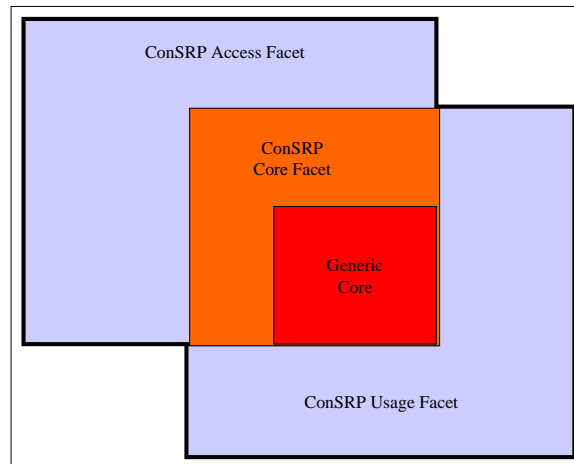 ConSRP Access Facet
ConSRP
Core Facet
Generic
Core
ConSRP Usage Facet